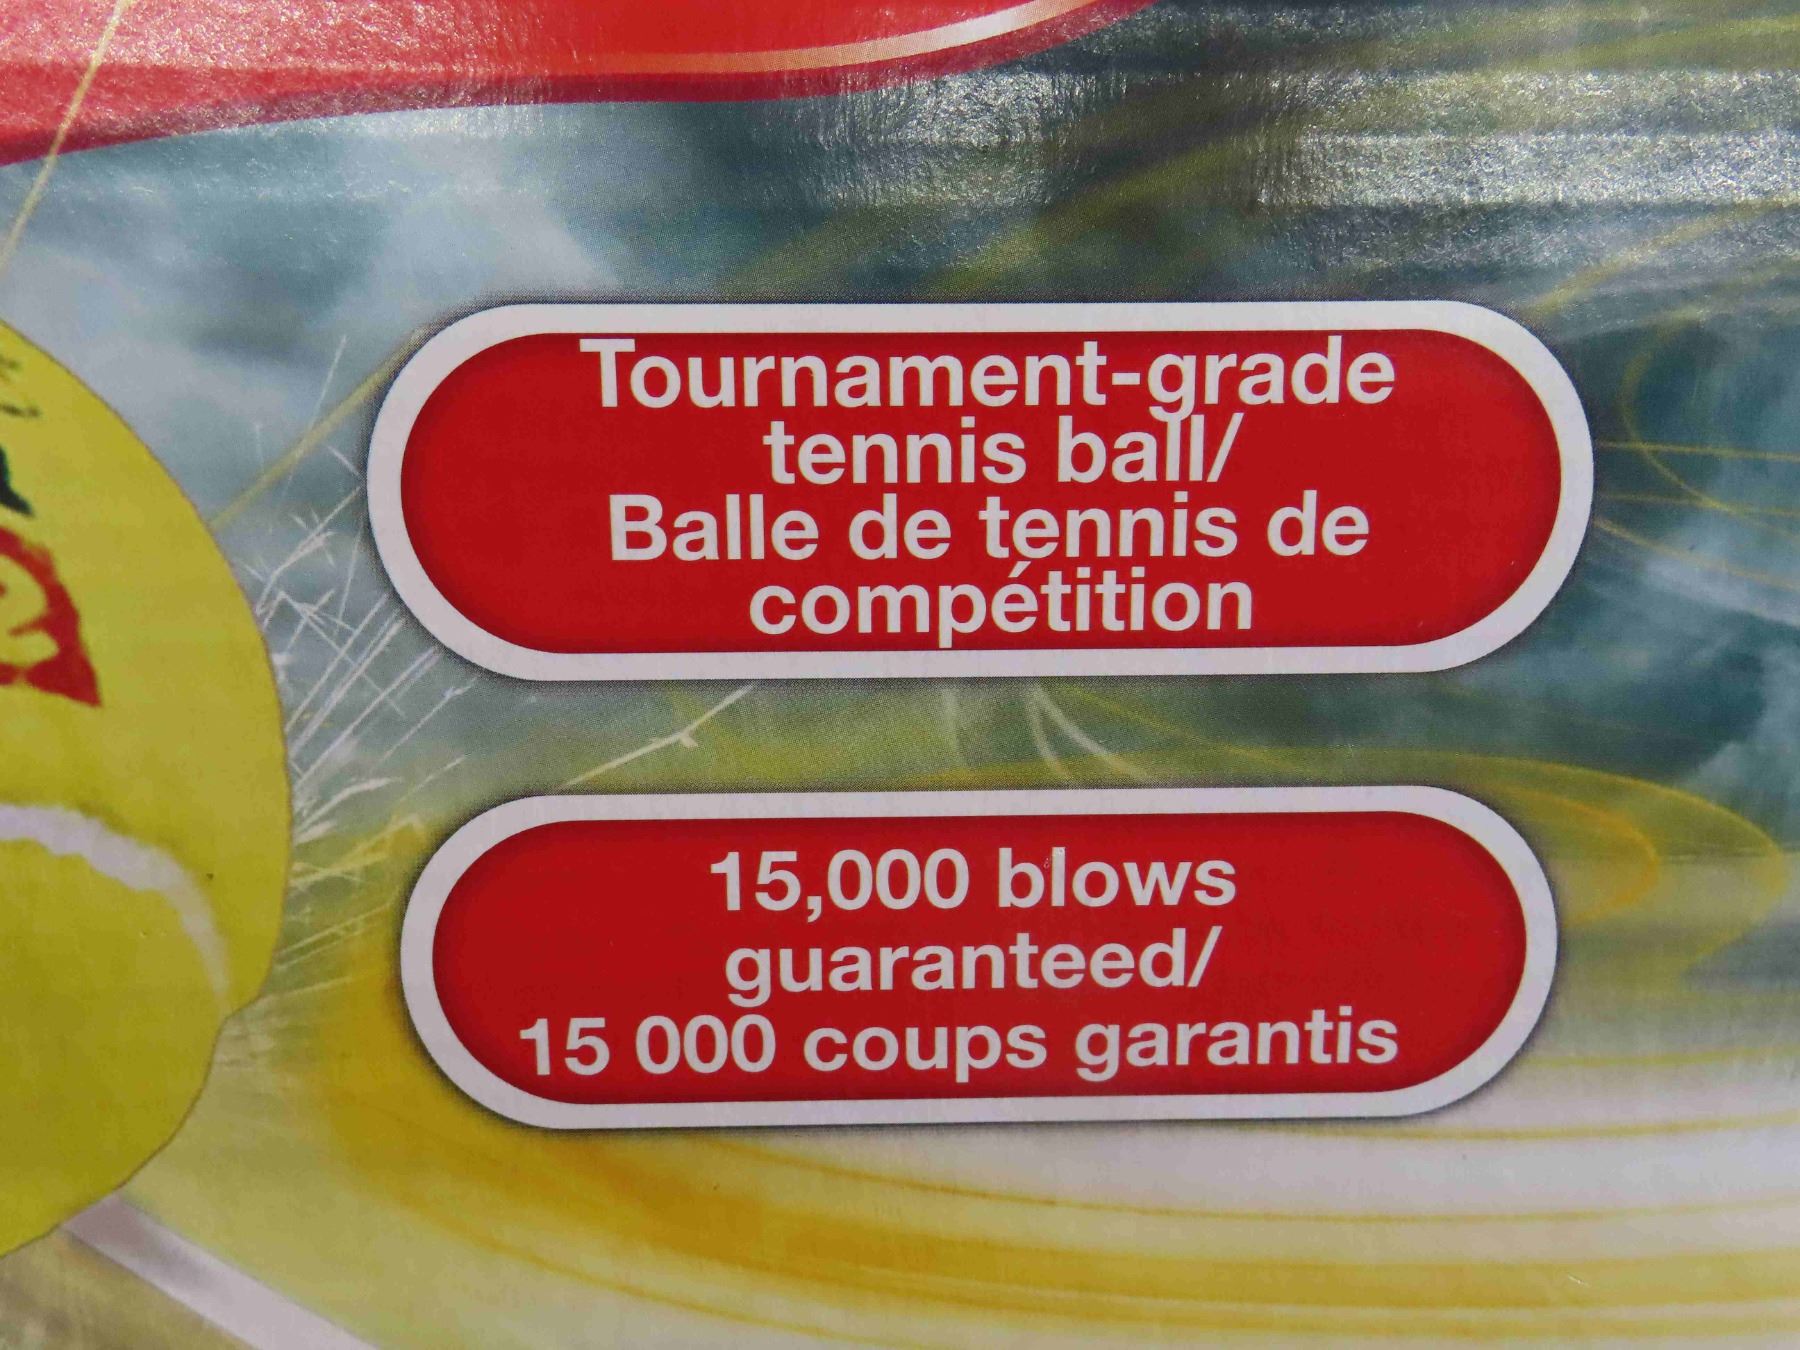 Tournament-grade
tennis ball/
Balle de tennis de
compétition
15,000 blows
guaranteed/
15 000 coups garantis